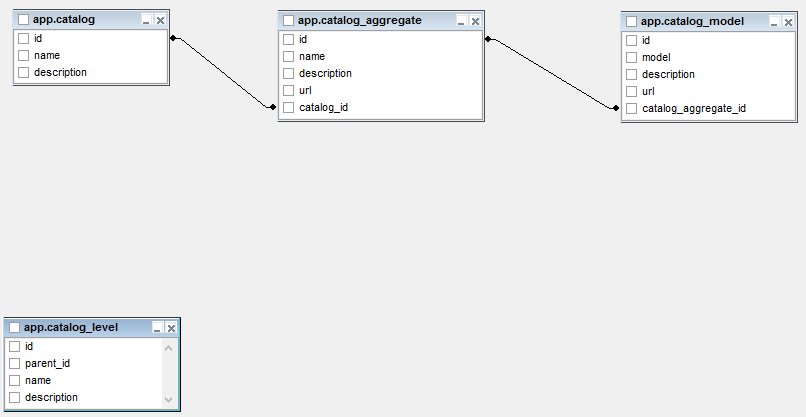 app.catalog
id
name
description
app.catalog_aggregate
id
name
description
url
catalog_id
app.catalog_model
id
model
description
url
catalog_aggregate_id
app.catalog_level
id
parent_id
name
description